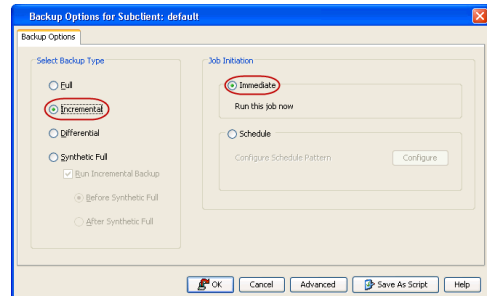 Backup Options for Subclient: default
Backup Options
Select Backup Type
Full
Incremental
Differential
Synthetic Full
Run Incremental Backup
Before Synthetic Full
After Synthetic Full
Job Initiation
Immediate
Run this job now
Schedule
Configure Schedule Pattern
Configure
OK
Cancel
Advanced
Save As Script
Help